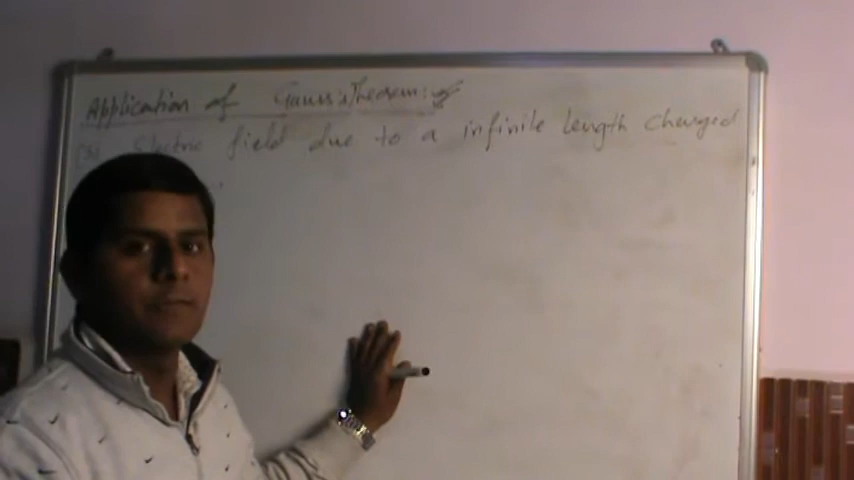 Application of Gauss's Theorem:-
Electric field due to a infinite length charged